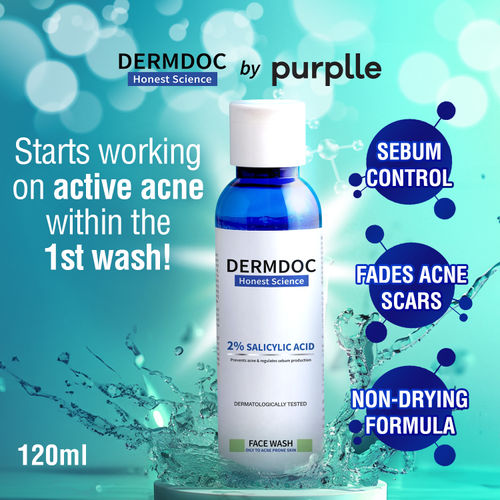 DERMDOC
Honest Science
by purplle
Starts working
on active acne
within the
1st wash!
SEBUM
CONTROL
FADES ACNE
SCARS
NON-DRYING
FORMULA
DERMDOC
Honest Science
2% SALICYLIC ACID
Prevents acne & regulates sebum production
DERMATOLOGICALLY TESTED
FACE WASH
OILY TO ACNE PRONE SKIN
120ml